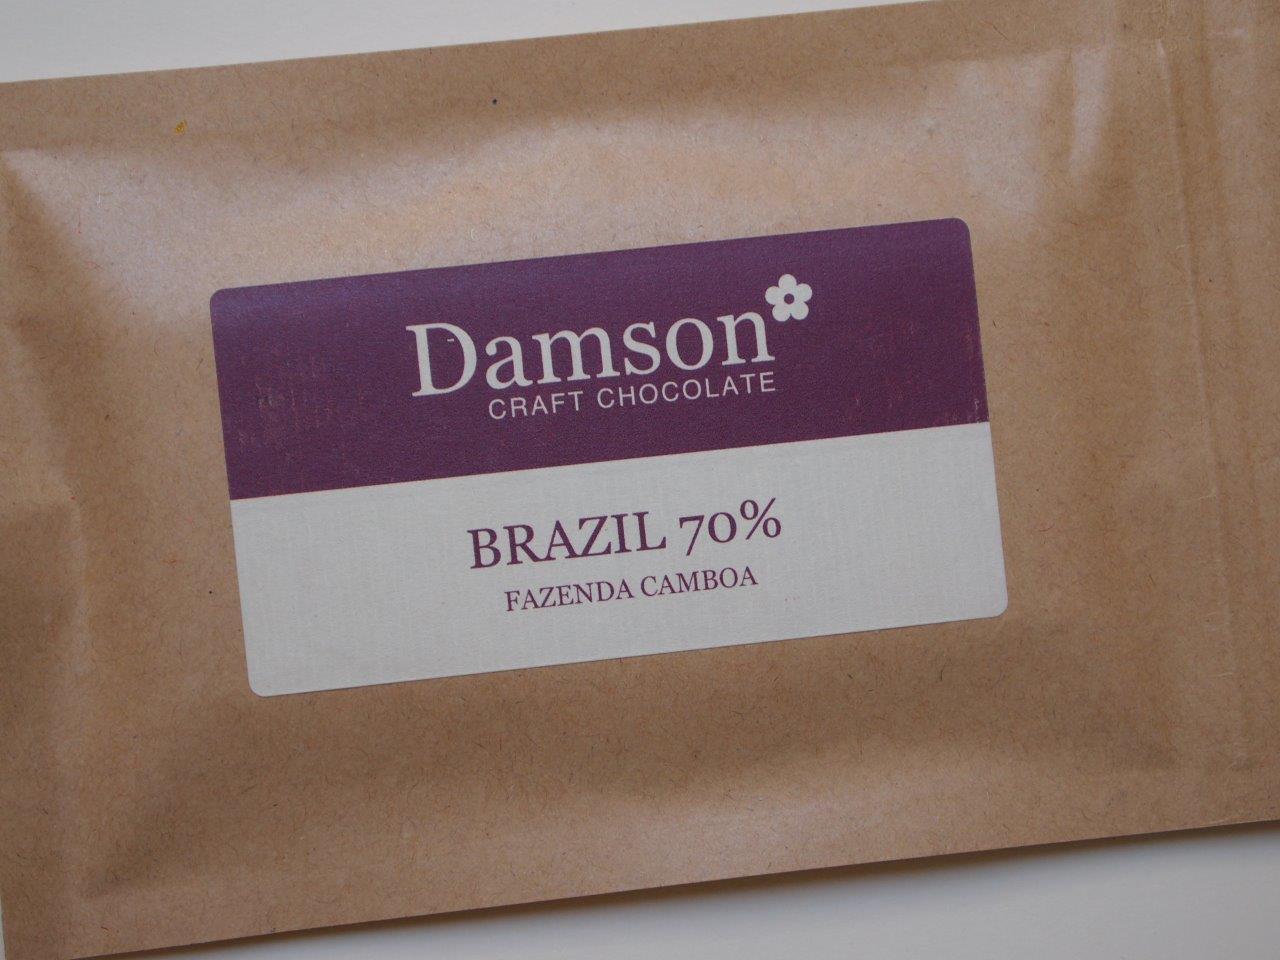 Damson
CRAFT CHOCOLATE
BRAZIL 70%
FAZENDA CAMBOA